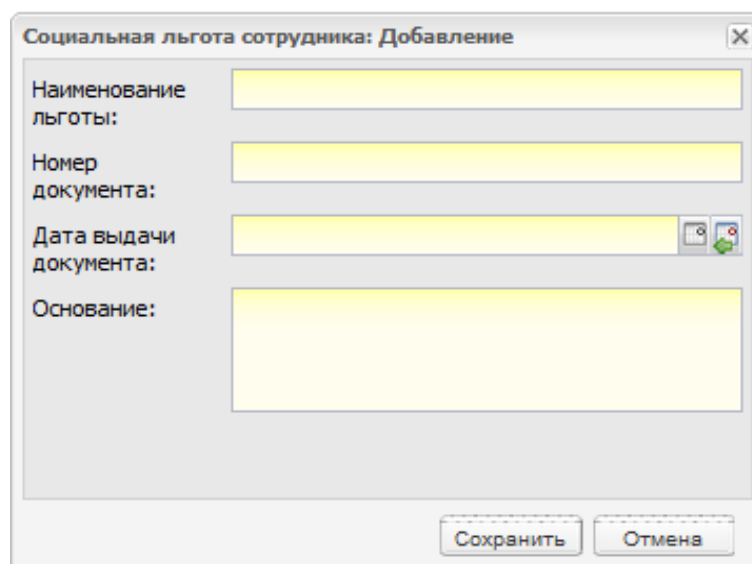 Социальная льгота сотрудника: Добавление
Наименование
льготы:
Номер
документа:
Дата выдачи
документа:
Основание:
Сохранить
Отмена